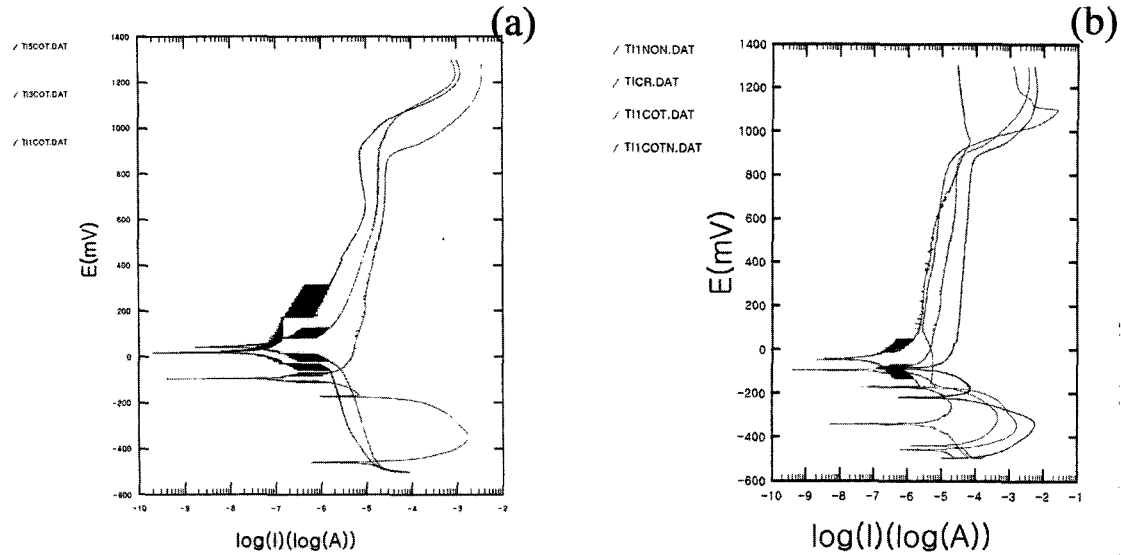 (a)
/ TI5COT.DAT
/ TI3COT.DAT
/ TI1COT.DAT
1400
1200
1000
800
600
400
200
0
-200
-400
-600
E(mV)
-10 -9 -8 -7 -6 -5 -4 -3 -2
log(I)(log(A))
(b)
/ TI1NON.DAT
/ TICR.DAT
/ TI1COT.DAT
/ TI1COTN.DAT
1400
1200
1000
800
600
400
200
0
-200
-400
-600
E(mV)
-10 -9 -8 -7 -6 -5 -4 -3 -2 -1
log(I)(log(A))